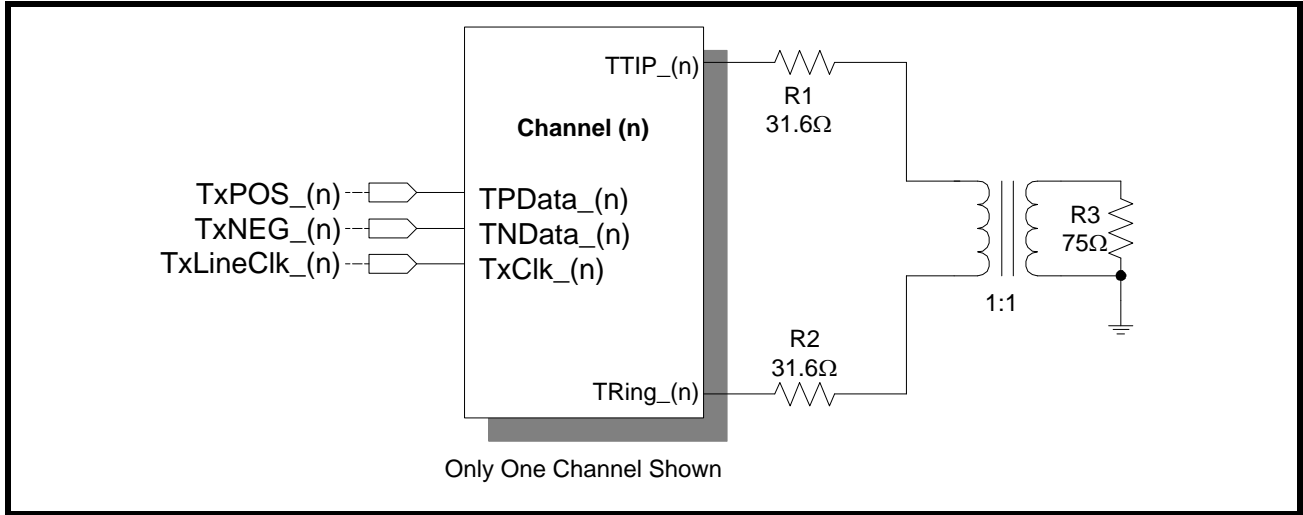 TTIP_(n)
R1
31.6Ω
Channel (n)
TxPOS_(n)
TPData_(n)
TxNEG_(n)
TNData_(n)
TxLineClk_(n)
TxClk_(n)
R3
75Ω
1:1
R2
31.6Ω
TRing_(n)
Only One Channel Shown